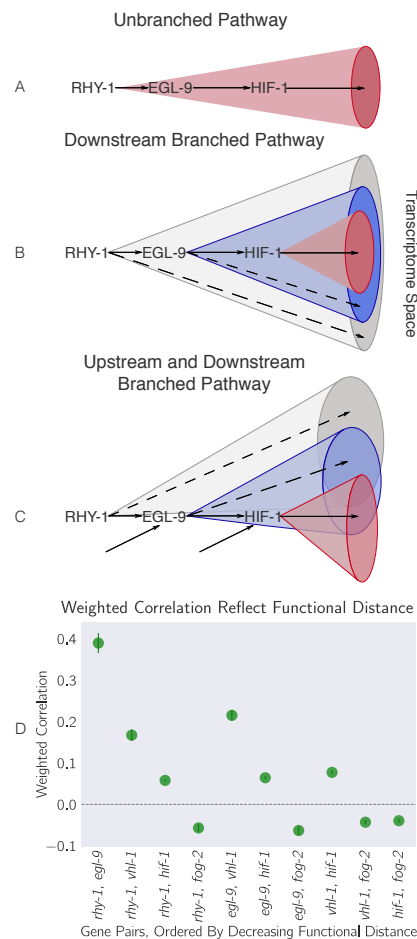 Unbranched Pathway
A
RHY-1 EGL-9 HIF-1
Downstream Branched Pathway
B
RHY-1 EGL-9 HIF-1
Transcriptome Space
Upstream and Downstream
Branched Pathway
C
RHY-1 EGL-9 HIF-1
Weighted Correlation Reflect Functional Distance
D
Weighted Correlation
0.4
0.3
0.2
0.1
0.0
−0.1
rhy-1, egl-9
rhy-1, vhl-1
rhy-1, hif-1
rhy-1, fog-2
egl-9, vhl-1
egl-9, hif-1
egl-9, fog-2
vhl-1, hif-1
vhl-1, fog-2
hif-1, fog-2
Gene Pairs, Ordered By Decreasing Functional Distance